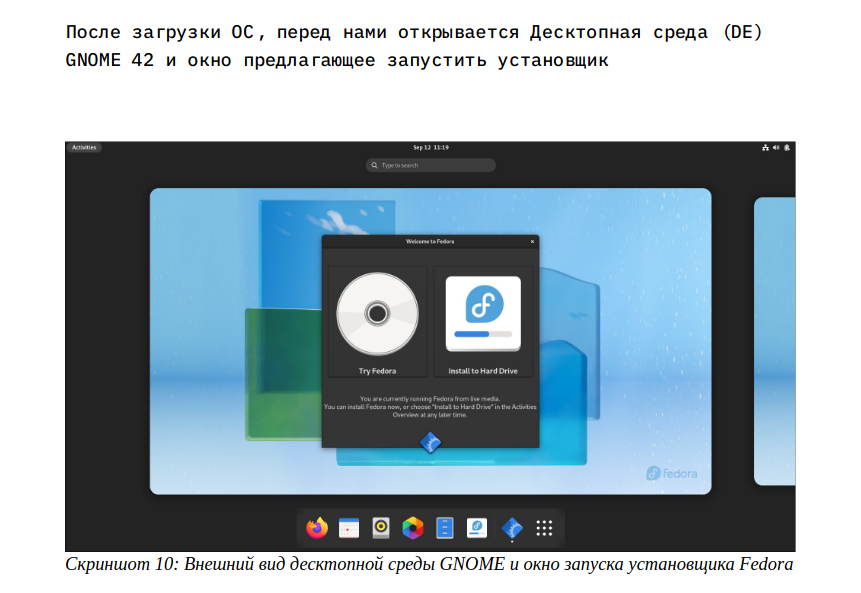 После загрузки ОС, перед нами открывается Десктопная среда (DE)
GNOME 42 и окно предлагающее запустить установщик
Activities
Sep 12 11:19
Type to search
Welcome to Fedora
Try Fedora
Install to Hard Drive
You are currently running Fedora from live media.
You can install Fedora now, or choose "Install to Hard Drive" in the Activities
Overview at any later time.
fedora
Скриншот 10: Внешний вид десктопной среды GNOME и окно запуска установщика Fedora